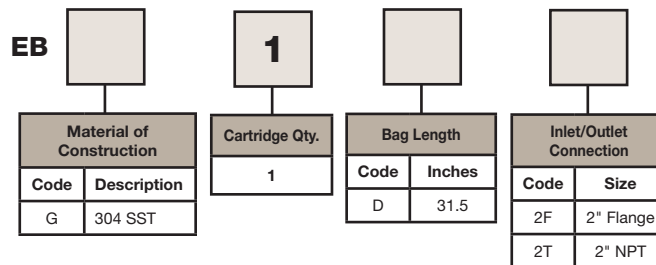 EB 1
Material of
Construction
Code Description
G 304 SST
Cartridge Qty.
1
Bag Length
Code Inches
D 31.5
Inlet/Outlet
Connection
Code Size
2F 2" Flange
2T 2" NPT